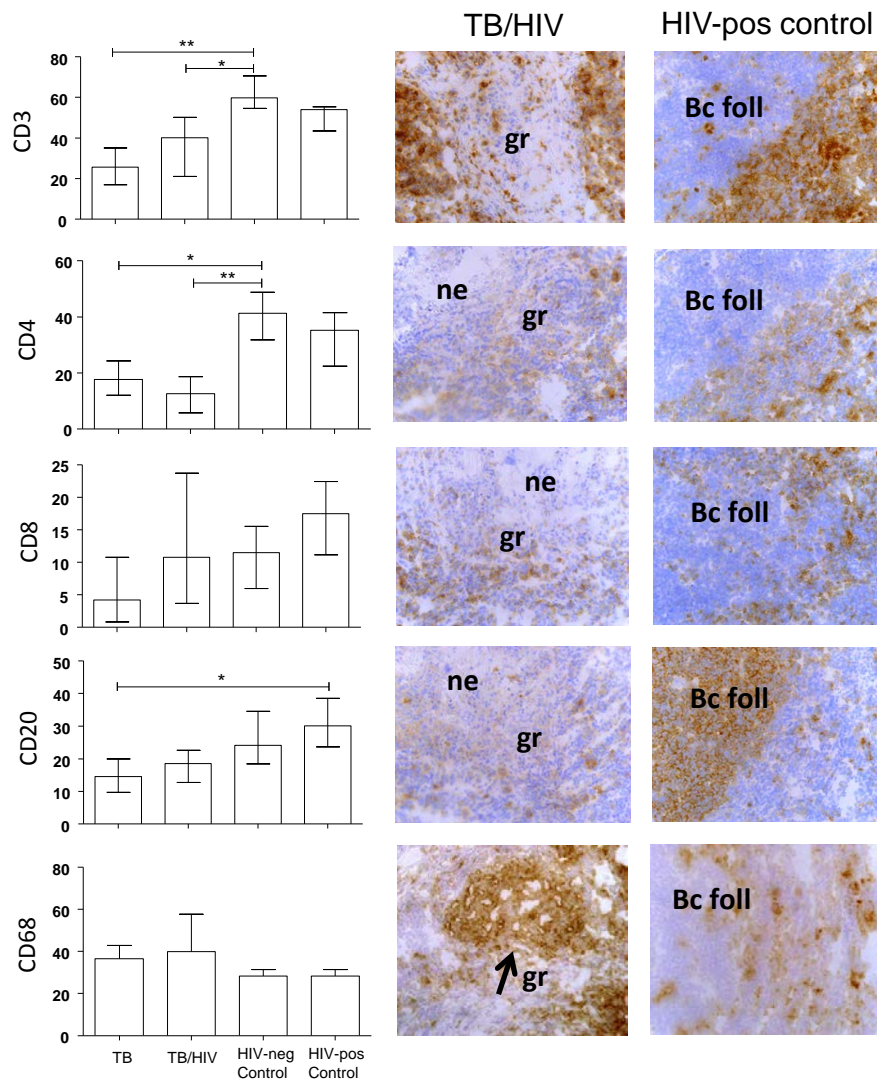 TB/HIV
HIV-pos control
CD3
80
60
40
20
0
**
*
gr
Bc foll
CD4
60
40
20
0
*
**
ne
gr
Bc foll
CD8
25
20
15
10
5
0
ne
gr
Bc foll
CD20
50
40
30
20
10
0
*
ne
gr
Bc foll
CD68
80
60
40
20
0
gr
Bc foll
TB
TB/HIV
HIV-neg
Control
HIV-pos
Control